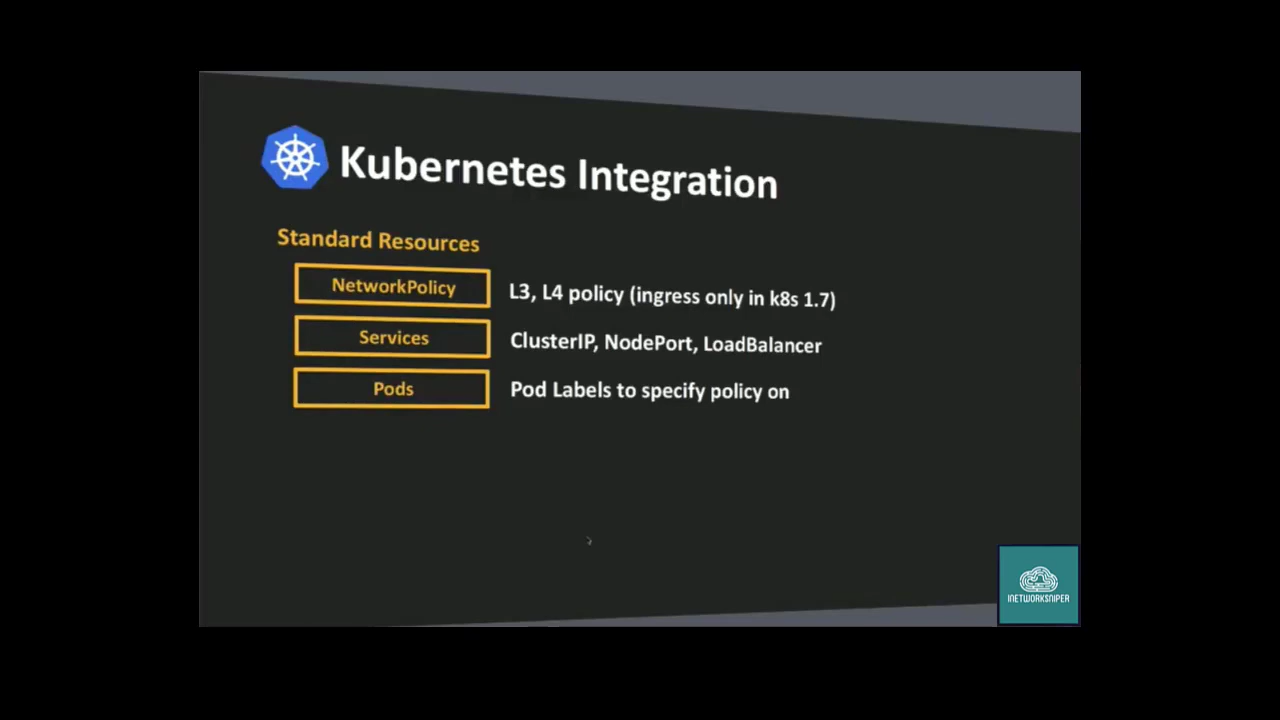 Kubernetes Integration
Standard Resources
NetworkPolicy
L3, L4 policy (ingress only in k8s 1.7)
Services
ClusterIP, NodePort, LoadBalancer
Pods
Pod Labels to specify policy on
INETWORKSNIPER